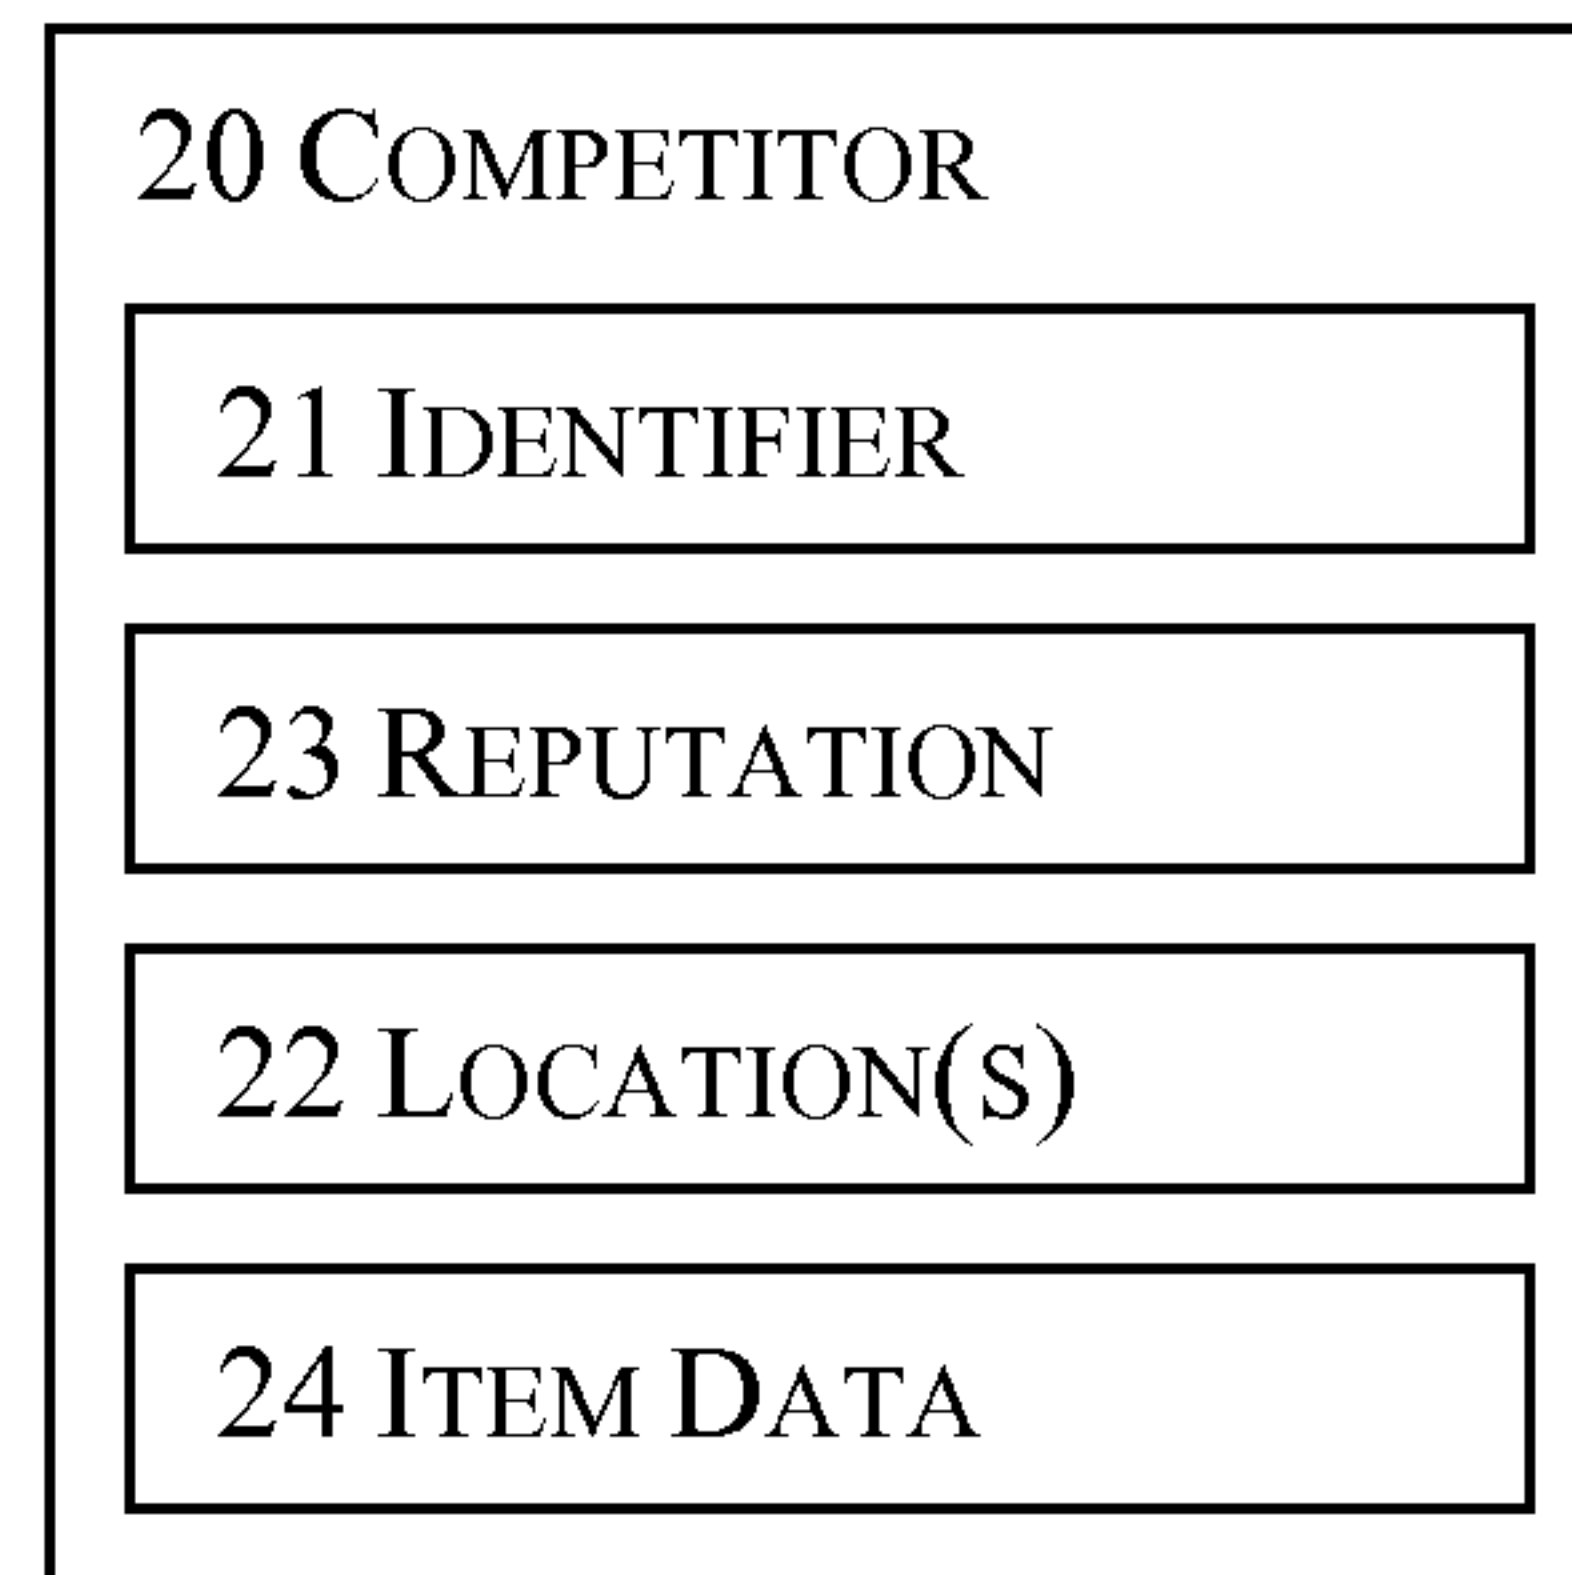 20 COMPETITOR
21 IDENTIFIER
23 REPUTATION
22 LOCATION(S)
24 ITEM DATA